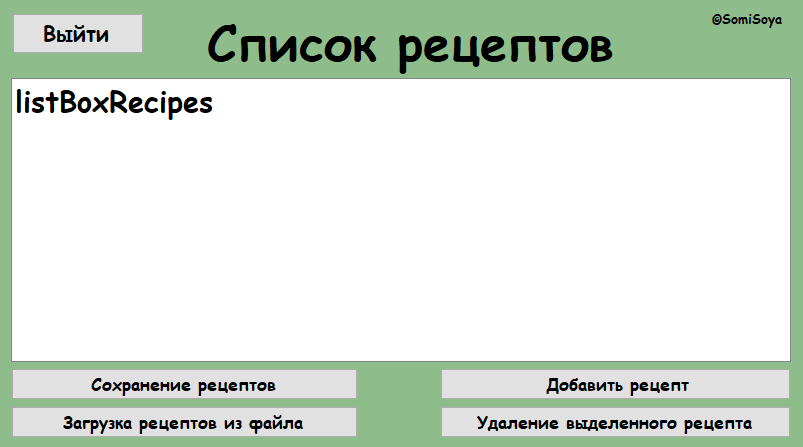 Выйти
Список рецептов
©SomiSoya
listBoxRecipes
Сохранение рецептов
Добавить рецепт
Загрузка рецептов из файла
Удаление выделенного рецепта